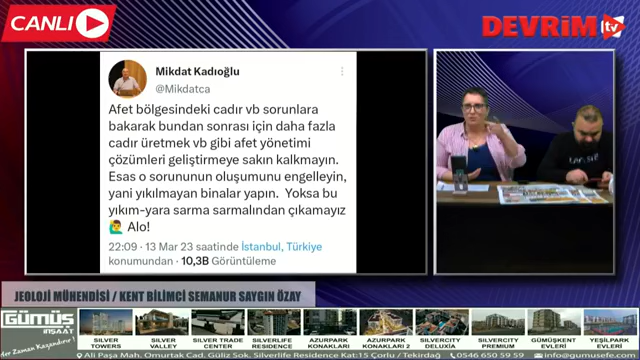 CANLI
DEVRİM tv
Mikdat Kadıoğlu
@Mikdatca
Afet bölgesindeki çadır vb sorunlara
bakarak bundan sonrası için daha fazla
çadır üretmek vb gibi afet yönetimi
çözümleri geliştirmeye sakın kalkmayın.
Esas o sorununun oluşumunu engelleyin,
yani yıkılmayan binalar yapın. Yoksa bu
yıkım-yara sarma sarmalından çıkamayız
🙋‍♂️ Alo!
22:09 · 13 Mar 23 saatinde İstanbul, Türkiye
konumundan · 10,3B Görüntüleme
JEOLOJİ MÜHENDİSİ / KENT BİLİMCİ SEMANUR SAYGIN ÖZAY
GÜMÜŞ
İNŞAAT
Her Zaman Kazandırır !
SILVER TOWERS
SILVER VALLEY
SILVER TRADE CENTER
SILVERLIFE RESIDENCE
AZURPARK KONAKLARI
AZURPARK KONAKLARI 2
SILVERCITY DELUXİA
SILVERCITY PREMIUM
GÜMÜŞKENT EVLERİ
YEŞİLPARK EVLERİ
Ali Paşa Mah. Omurtak Cad. Güliz Sok. Silverlife Residence Kat:15 Çorlu / Tekirdağ 0546 650 59 59 info@gumusefe.com